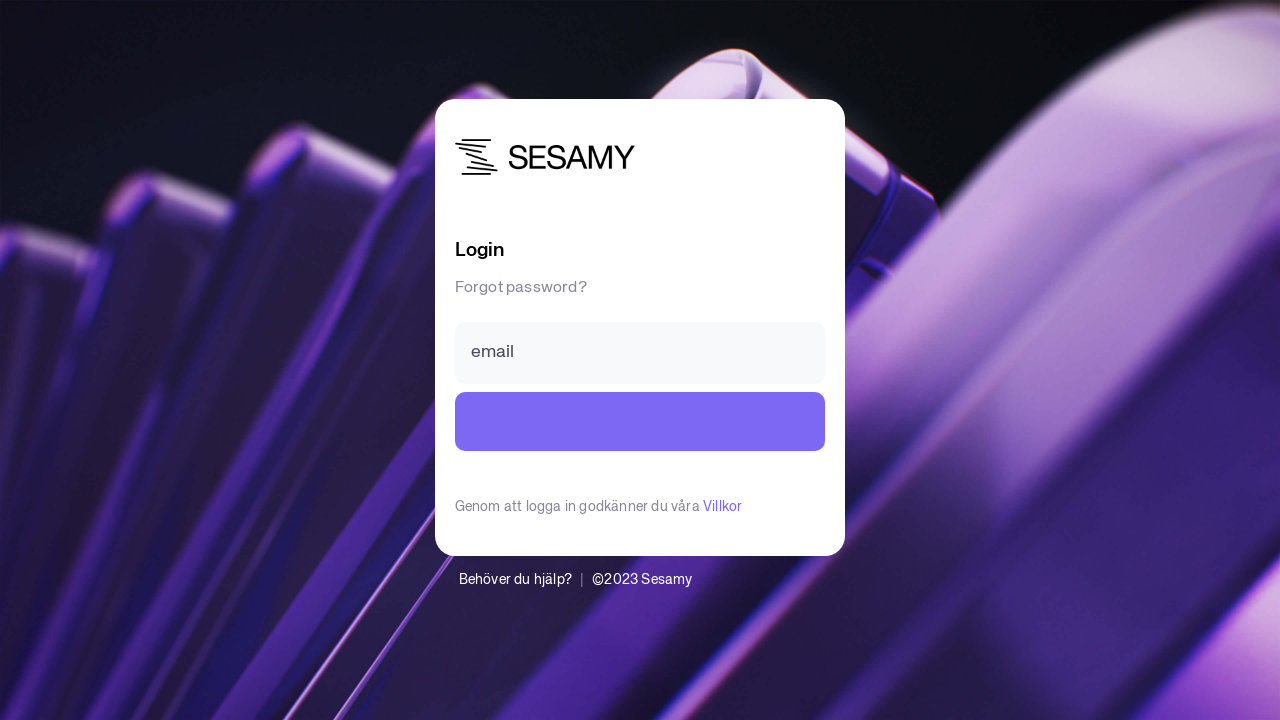 SESAMY
Login
Forgot password?
email
Genom att logga in godkänner du våra Villkor
Behöver du hjälp? | ©2023 Sesamy